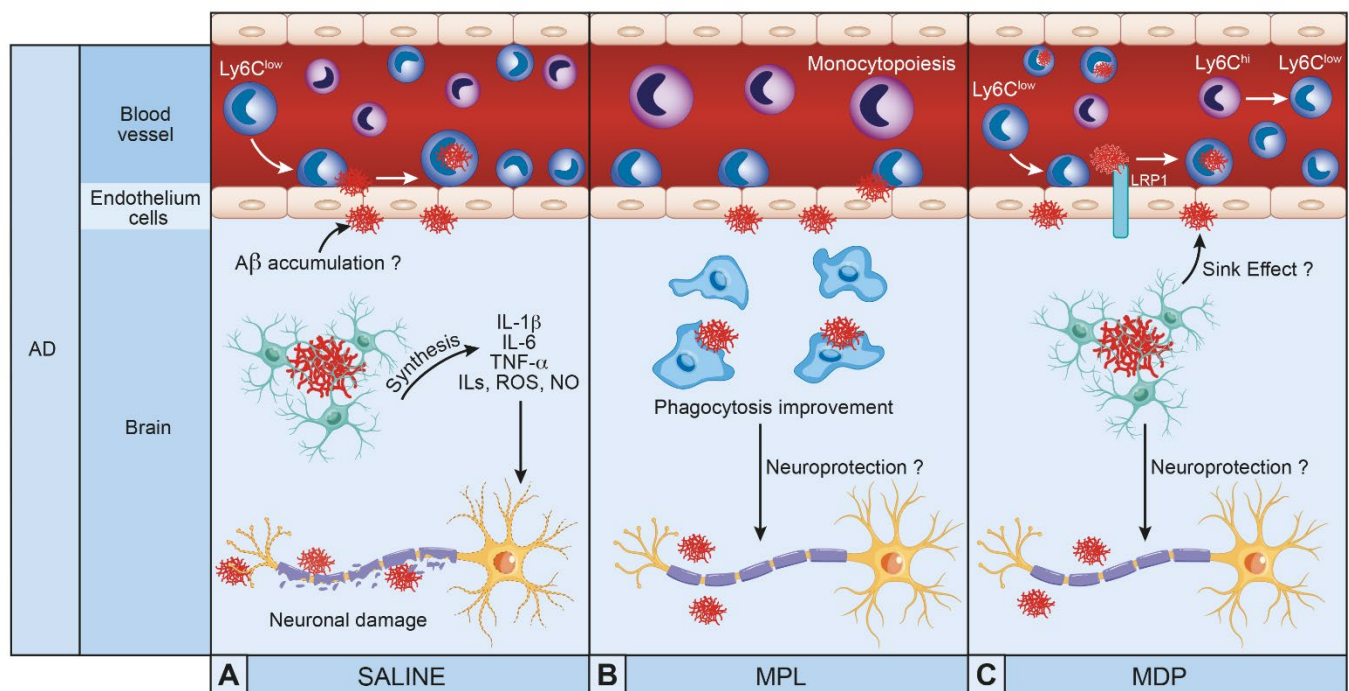 AD
Blood
vessel
Endothelium
cells
Brain
Ly6Clow
Aβ accumulation ?
Synthesis
IL-1β
IL-6
TNF-α
ILs, ROS, NO
Neuronal damage
A SALINE
Monocytopoiesis
Phagocytosis improvement
Neuroprotection ?
B MPL
Ly6Clow
Ly6Chi
Ly6Clow
LRP1
Sink Effect ?
Neuroprotection ?
C MDP